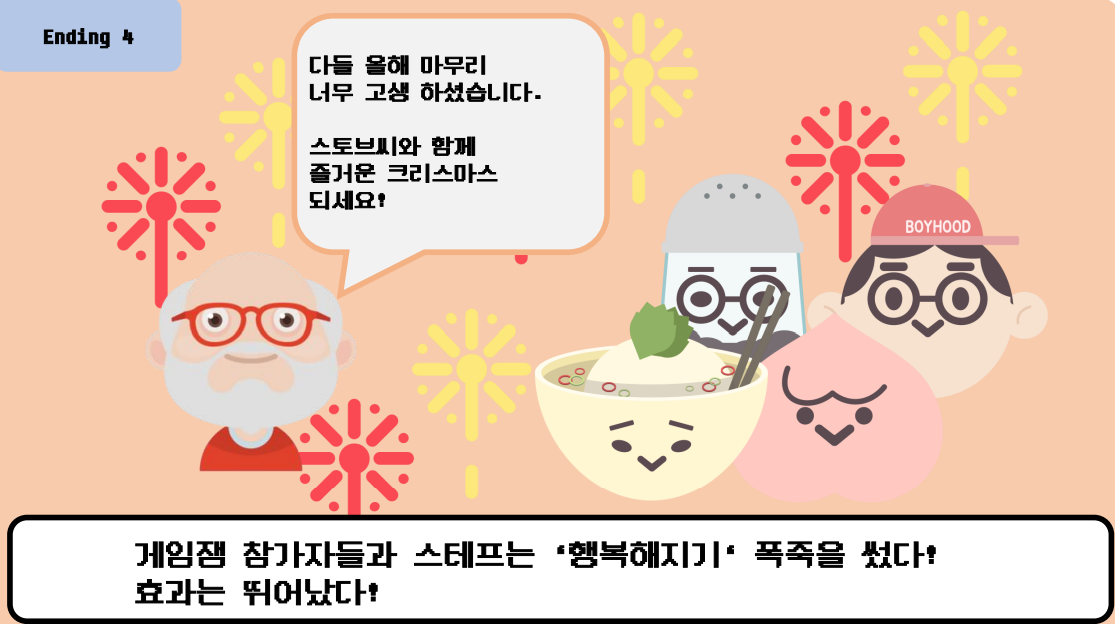 Ending 4
다들 올해 마무리
너무 고생 하셨습니다.
스토브씨와 함께
즐거운 크리스마스
되세요!
BOYHOOD
게임잼 참가자들과 스테프는 ‘행복해지기‘ 폭죽을 썼다!
효과는 뛰어났다!